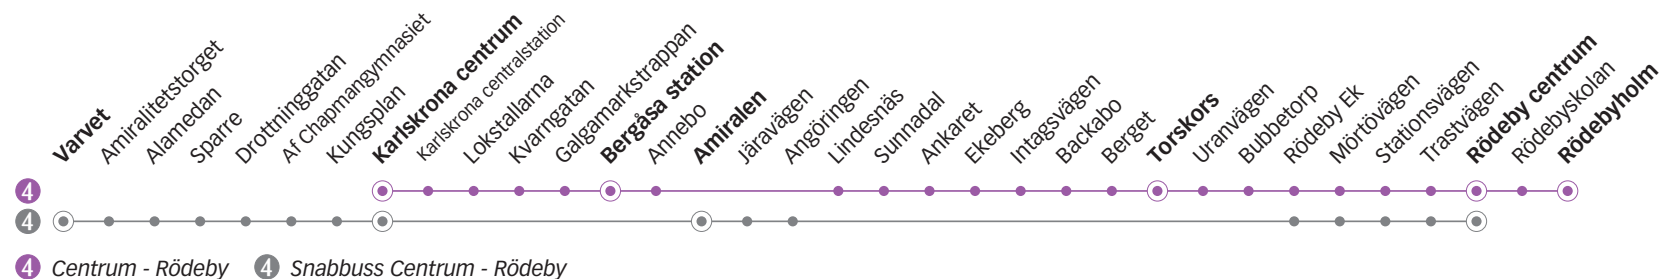 Varvet
Amiralitetstorget
Alamedan
Sparre
Drottninggatan
Af Chapmangymnasiet
Kungsplan
Karlskrona centrum
Karlskrona centralstation
Lokstallarna
Kvarngatan
Galgamarkstrappan
Bergåsa station
Annebo
Amiralen
Järavägen
Angöringen
Lindesnäs
Sunnadal
Ankaret
Ekeberg
Intagsvägen
Backabo
Berget
Torskors
Uranvägen
Bubbetorp
Rödeby Ek
Mörtövägen
Stationsvägen
Trastvägen
Rödeby centrum
Rödebyskolan
Rödebyholm
4
4
4 Centrum - Rödeby 4 Snabbuss Centrum - Rödeby